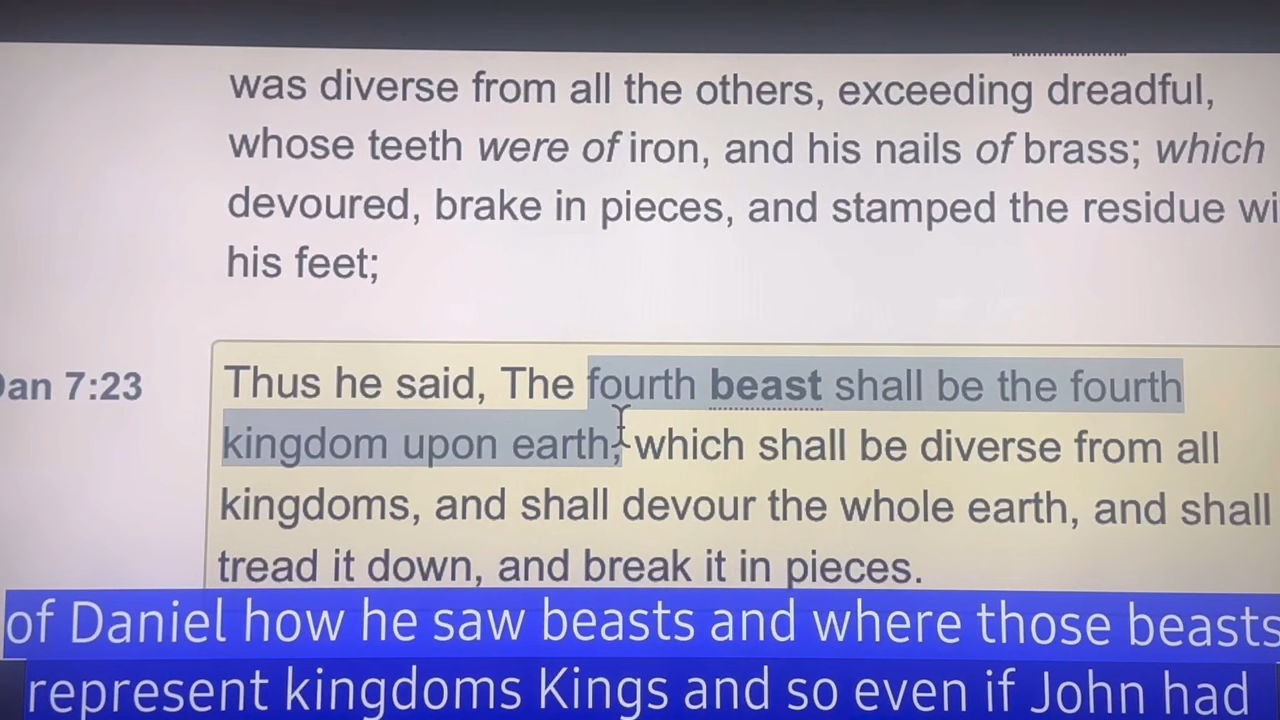 was diverse from all the others, exceeding dreadful,
whose teeth were of iron, and his nails of brass; which
devoured, brake in pieces, and stamped the residue wi
his feet;
Dan 7:23
Thus he said, The fourth beast shall be the fourth
kingdom upon earth, which shall be diverse from all
kingdoms, and shall devour the whole earth, and shall
tread it down, and break it in pieces.
of Daniel how he saw beasts and where those beasts
represent kingdoms Kings and so even if John had